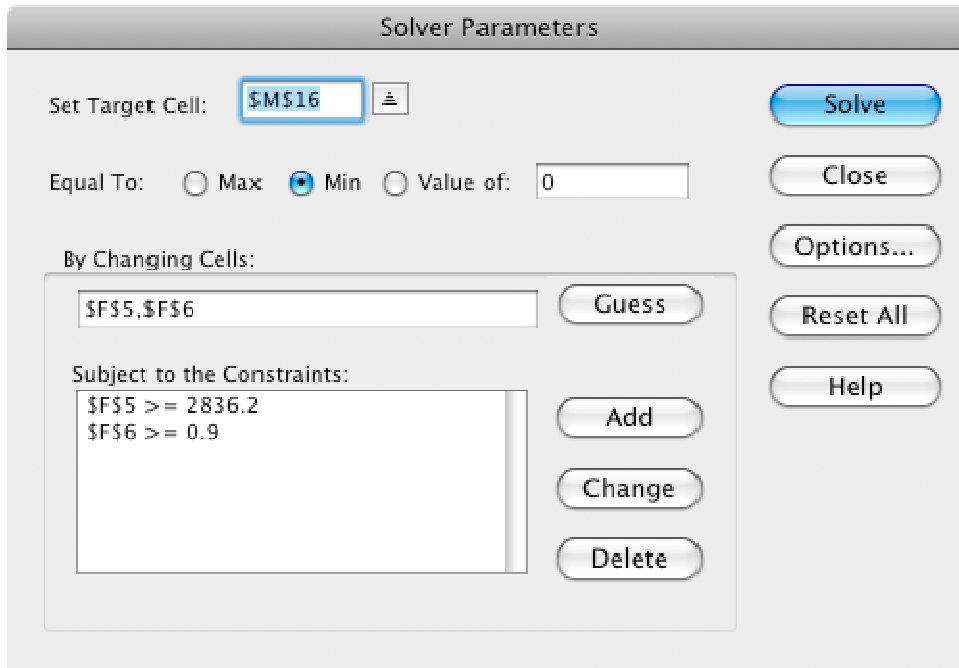 Solver Parameters
Set Target Cell: $M$16
Solve
Equal To: Max Min Value of: 0
Close
Options...
By Changing Cells:
$F$5,$F$6
Guess
Reset All
Subject to the Constraints:
Help
$F$5 >= 2836.2
$F$6 >= 0.9
Add
Change
Delete